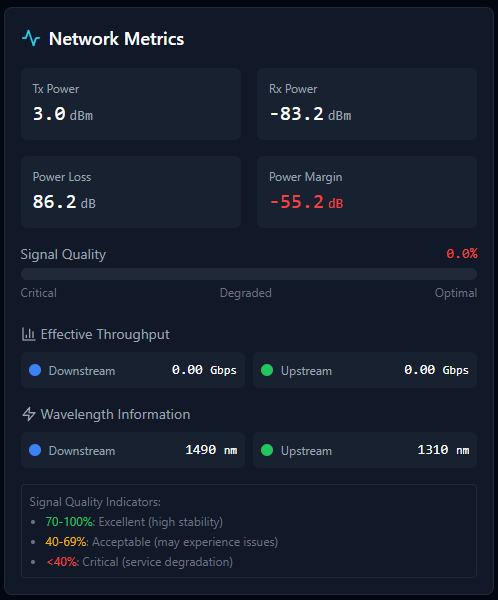 Network Metrics
Tx Power
3.0 dBm
Rx Power
-83.2 dBm
Power Loss
86.2 dB
Power Margin
-55.2 dB
Signal Quality
0.0%
Critical
Degraded
Optimal
Effective Throughput
Downstream
0.00 Gbps
Upstream
0.00 Gbps
Wavelength Information
Downstream
1490 nm
Upstream
1310 nm
Signal Quality Indicators:
• 70-100%: Excellent (high stability)
• 40-69%: Acceptable (may experience issues)
• <40%: Critical (service degradation)